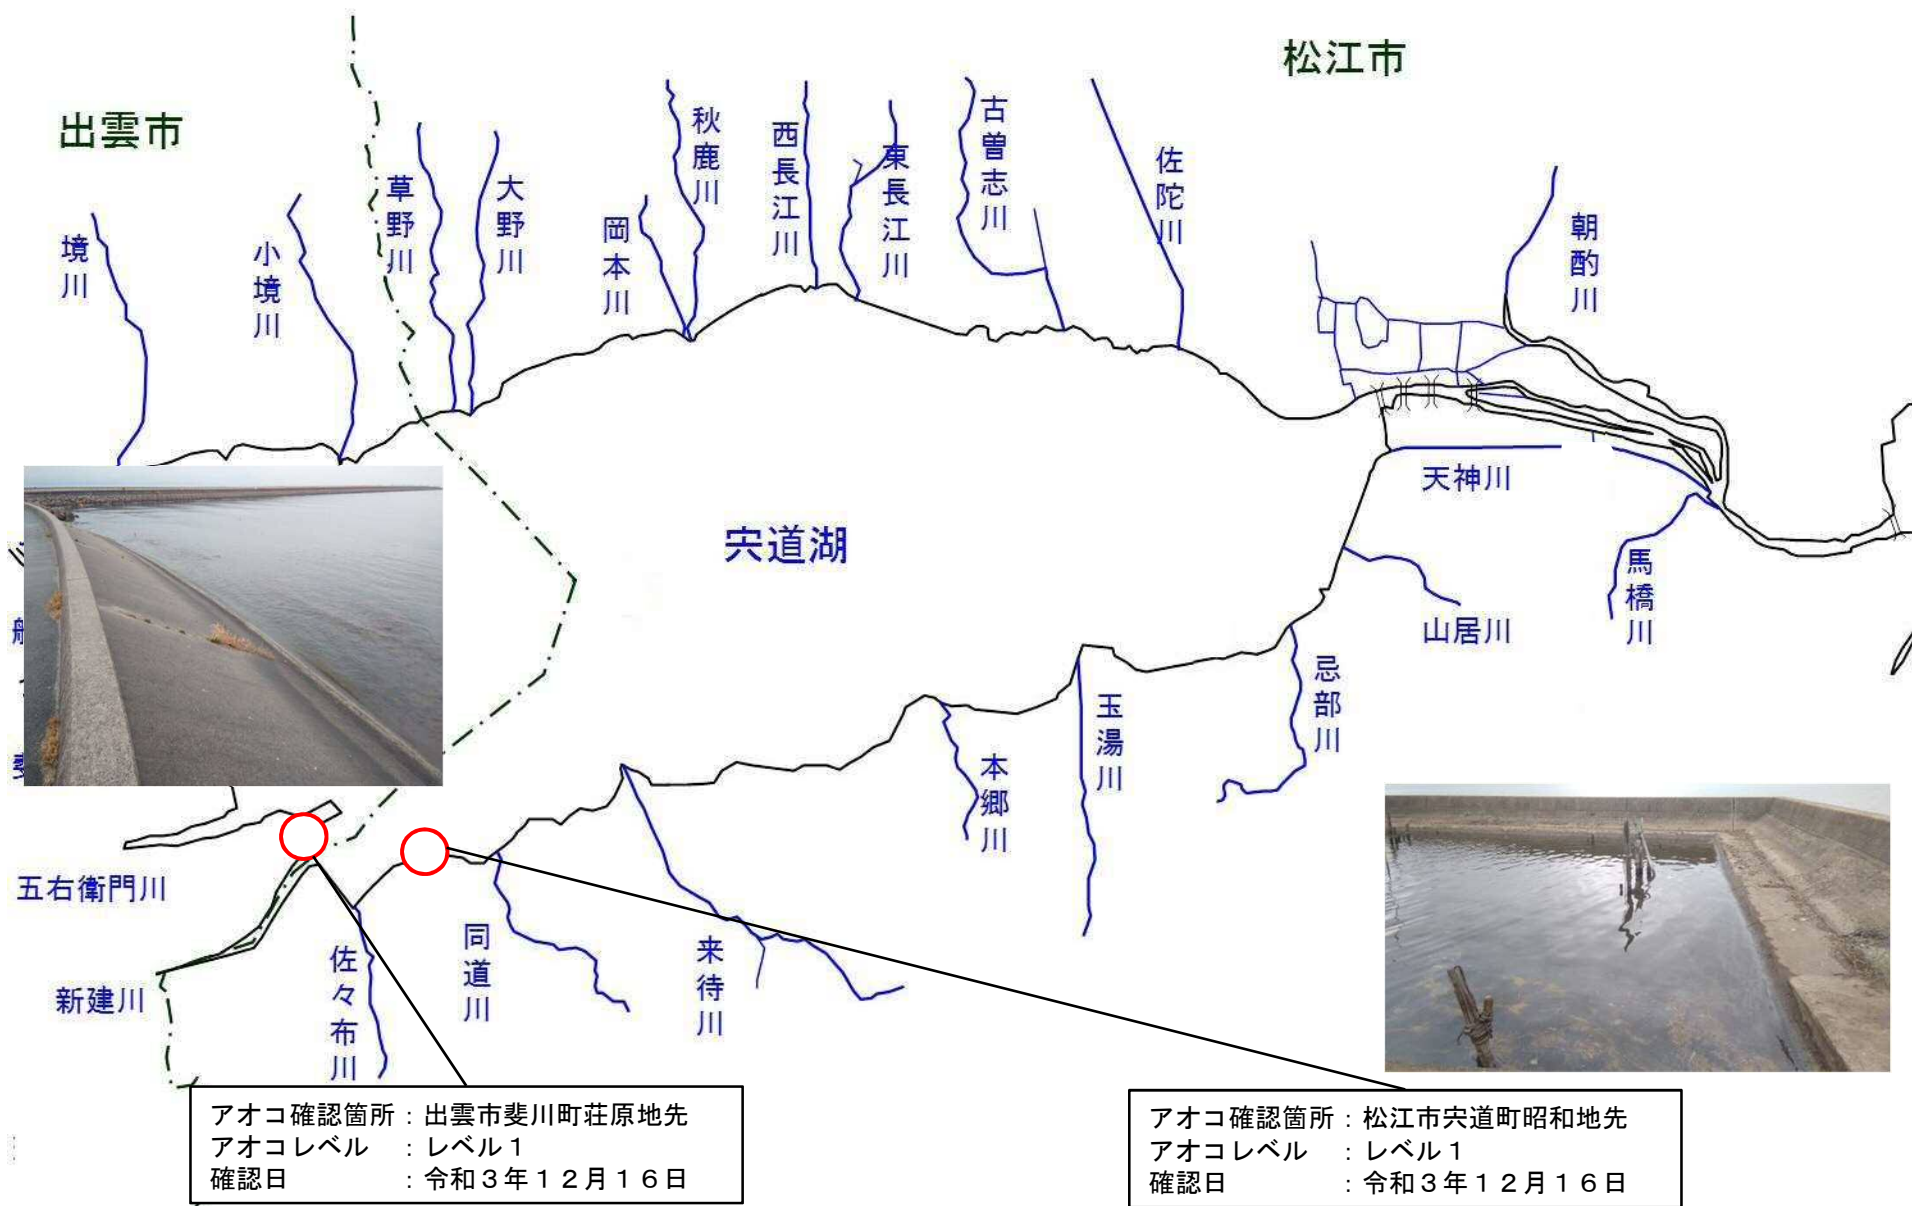 松江市
出雲市
境川
小境川
草野川
大野川
岡本川
秋鹿川
西長江川
東長江川
古曽志川
佐陀川
朝酌川
宍道湖
天神川
馬橋川
山居川
忌部川
玉湯川
本郷川
来待川
同道川
佐々布川
五右衛門川
新建川
アオコ確認箇所：出雲市斐川町荘原地先
アオコレベル　：レベル１
確認日　　　　：令和３年１２月１６日
アオコ確認箇所：松江市宍道町昭和地先
アオコレベル　：レベル１
確認日　　　　：令和３年１２月１６日